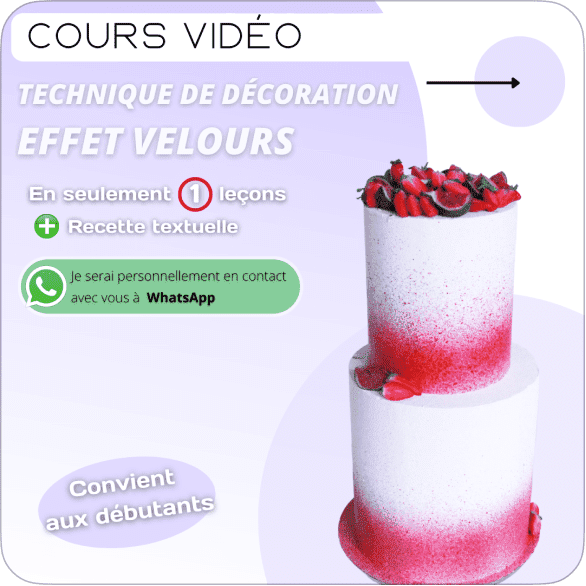 COURS VIDÉO
TECHNIQUE DE DÉCORATION
EFFET VELOURS
En seulement 1 leçons
Recette textuelle
Je serai personnellement en contact
avec vous à WhatsApp
Convient
aux débutants